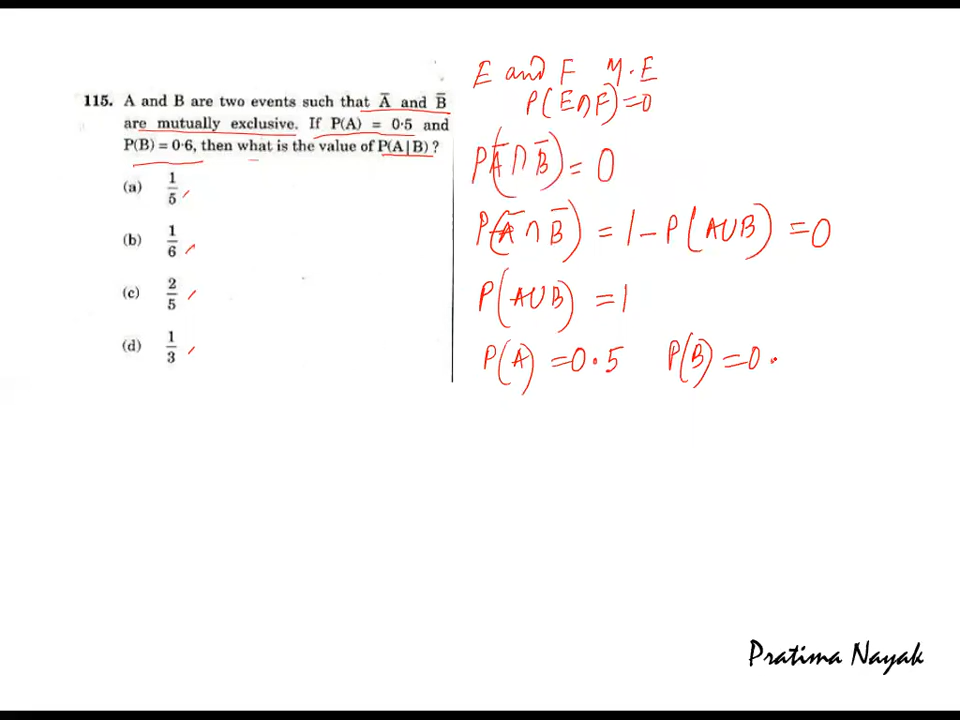 115. A and B are two events such that A̅ and B̅
are mutually exclusive. If P(A) = 0·5 and
P(B) = 0·6, then what is the value of P(A|B) ?
(a) 1/5
(b) 1/6
(c) 2/5
(d) 1/3
E and F M.E
P(E∩F)=0
P(A̅∩B̅)=0
P(A̅∩B̅)=1-P(A∪B)=0
P(A∪B)=1
P(A)=0.5 P(B)=0.
Pratima Nayak